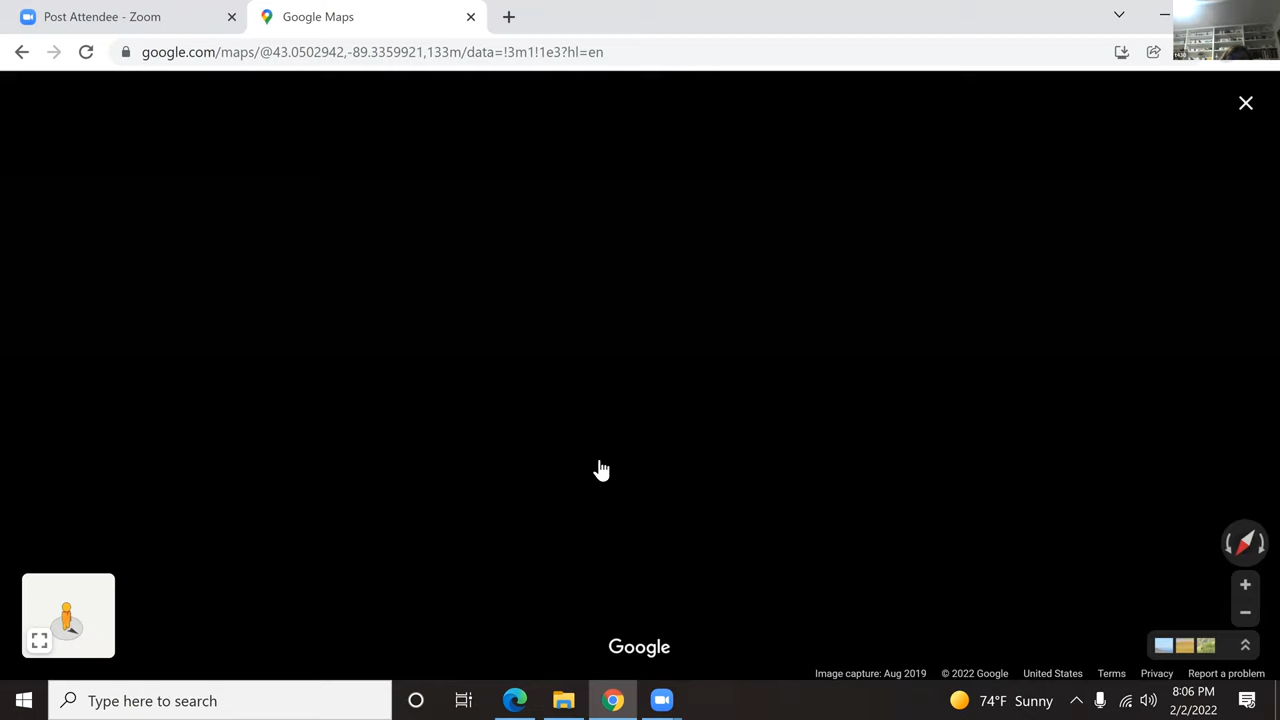 Post Attendee - Zoom
Google Maps
google.com/maps/@43.0502942,-89.3359921,133m/data=!3m1!1e3?hl=en
Google
Image capture: Aug 2019 © 2022 Google United States Terms Privacy Report a problem
Type here to search
74°F Sunny
8:06 PM
2/2/2022